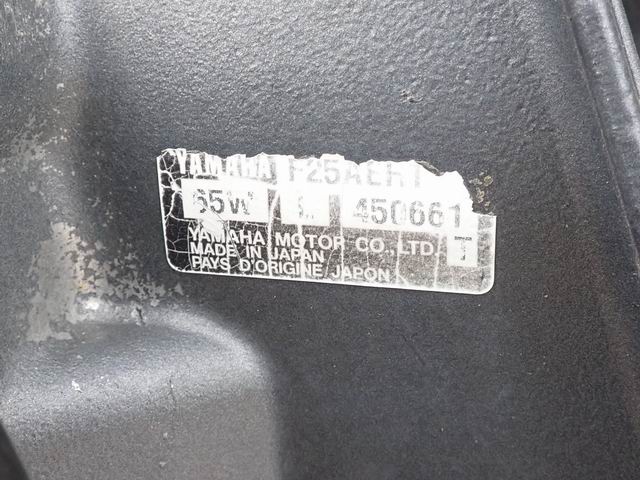 YAMAHA F25AERT
65W L 450661
YAMAHA MOTOR CO.,LTD. T
MADE IN JAPAN
PAYS D'ORIGINE/JAPON